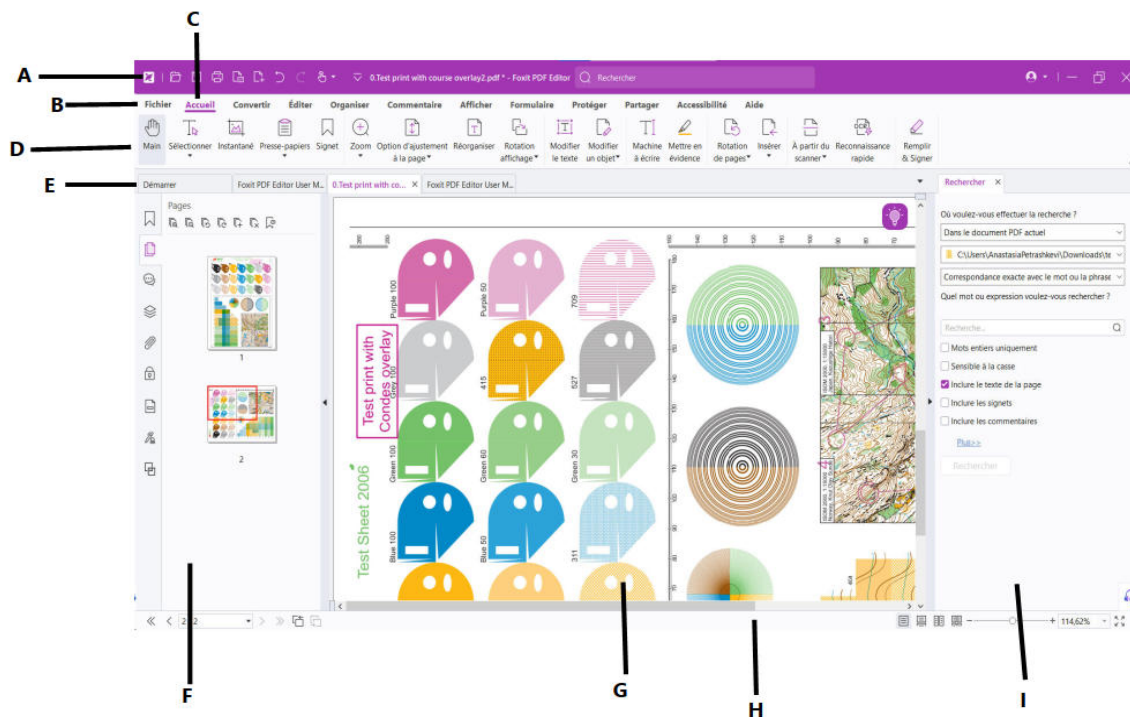 C
A
0.Test print with course overlay2.pdf * - Foxit PDF Editor
Rechercher
B
Fichier Accueil Convertir Éditer Organiser Commentaire Afficher Formulaire Protéger Partager Accessibilité Aide
D
Main Sélectionner Instantané Presse-papiers Signet Zoom Option d'ajustement Réorganiser Rotation Modifier Modifier Machine Mettre en Rotation Insérer À partir du Reconnaissance Remplir
à la page affichage le texte un objet à écrire évidence de pages scanner rapide & Signer
E
Démarrer Foxit PDF Editor User M... 0.Test print with co... Foxit PDF Editor User M...
Rechercher
Pages
1
2
Test print with
Condes overlay
Test Sheet 2006
Purple 100
Purple 50
709
Grey 100
415
527
Green 100
Green 60
Green 30
Blue 100
Blue 50
311
3
4
Où voulez-vous effectuer la recherche ?
Dans le document PDF actuel
C:\Users\AnastasiaPetrashkevi\Downloads\te
Correspondance exacte avec le mot ou la phrase
Quel mot ou expression voulez-vous rechercher ?
Recherche...
Mots entiers uniquement
Sensible à la casse
Inclure le texte de la page
Inclure les signets
Inclure les commentaires
Plus>>
Rechercher
114,62%
F
G
H
I